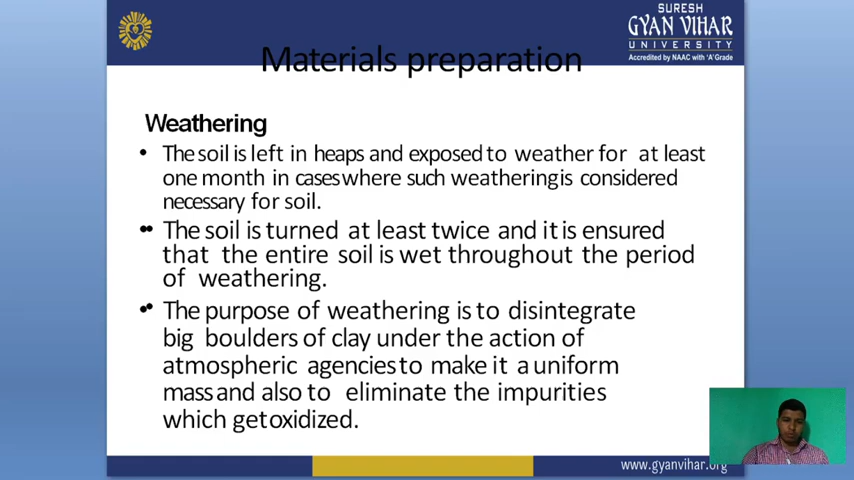 SURESH
GYAN VIHAR
UNIVERSITY
Accredited by NAAC with 'A' Grade
Materials preparation
Weathering
• The soil is left in heaps and exposed to weather for at least
one month in cases where such weathering is considered
necessary for soil.
•• The soil is turned at least twice and it is ensured
that the entire soil is wet throughout the period
of weathering.
•• The purpose of weathering is to disintegrate
big boulders of clay under the action of
atmospheric agencies to make it a uniform
mass and also to eliminate the impurities
which get oxidized.
www.gyanvihar.org